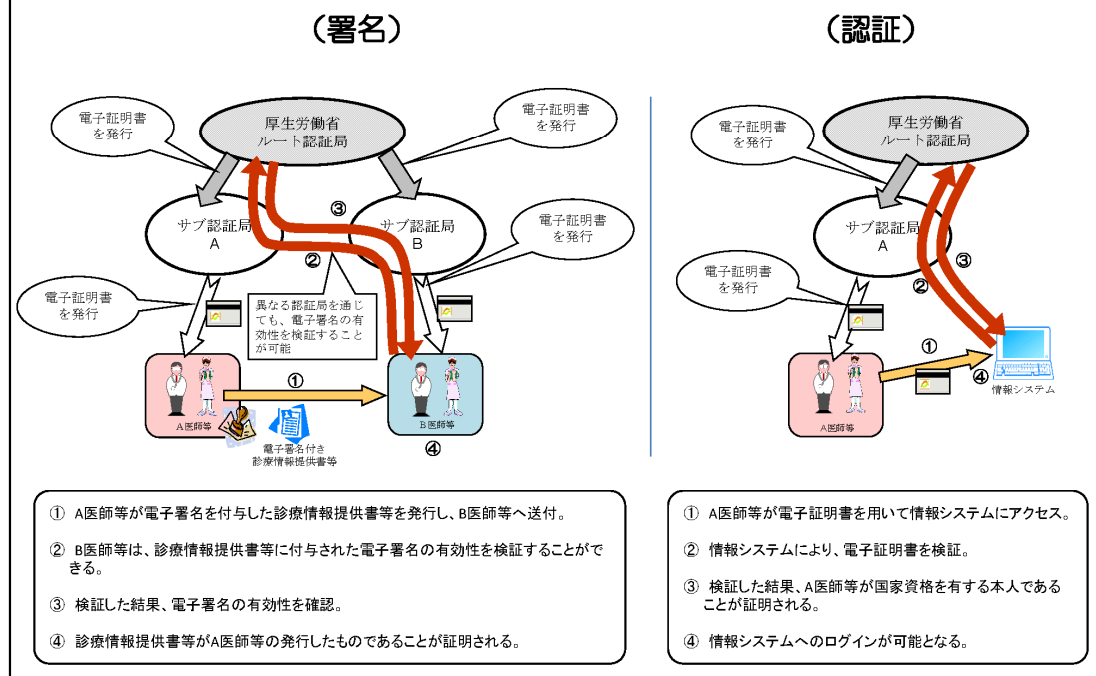 （署名）
電子証明書
を発行
厚生労働省
ルート認証局
電子証明書
を発行
サブ認証局
A
③
サブ認証局
B
電子証明書
を発行
②
電子証明書
を発行
異なる認証局を通じ
ても、電子署名の有
効性を検証すること
が可能
①
A医師等
B医師等
電子署名付き
診療情報提供書等
④
① A医師等が電子署名を付与した診療情報提供書等を発行し、B医師等へ送付。
② B医師等は、診療情報提供書等に付与された電子署名の有効性を検証することがで
きる。
③ 検証した結果、電子署名の有効性を確認。
④ 診療情報提供書等がA医師等の発行したものであることが証明される。
（認証）
電子証明書
を発行
厚生労働省
ルート認証局
サブ認証局
A
③
電子証明書
を発行
②
①
④
情報システム
A医師等
① A医師等が電子証明書を用いて情報システムにアクセス。
② 情報システムにより、電子証明書を検証。
③ 検証した結果、A医師等が国家資格を有する本人である
ことが証明される。
④ 情報システムへのログインが可能となる。